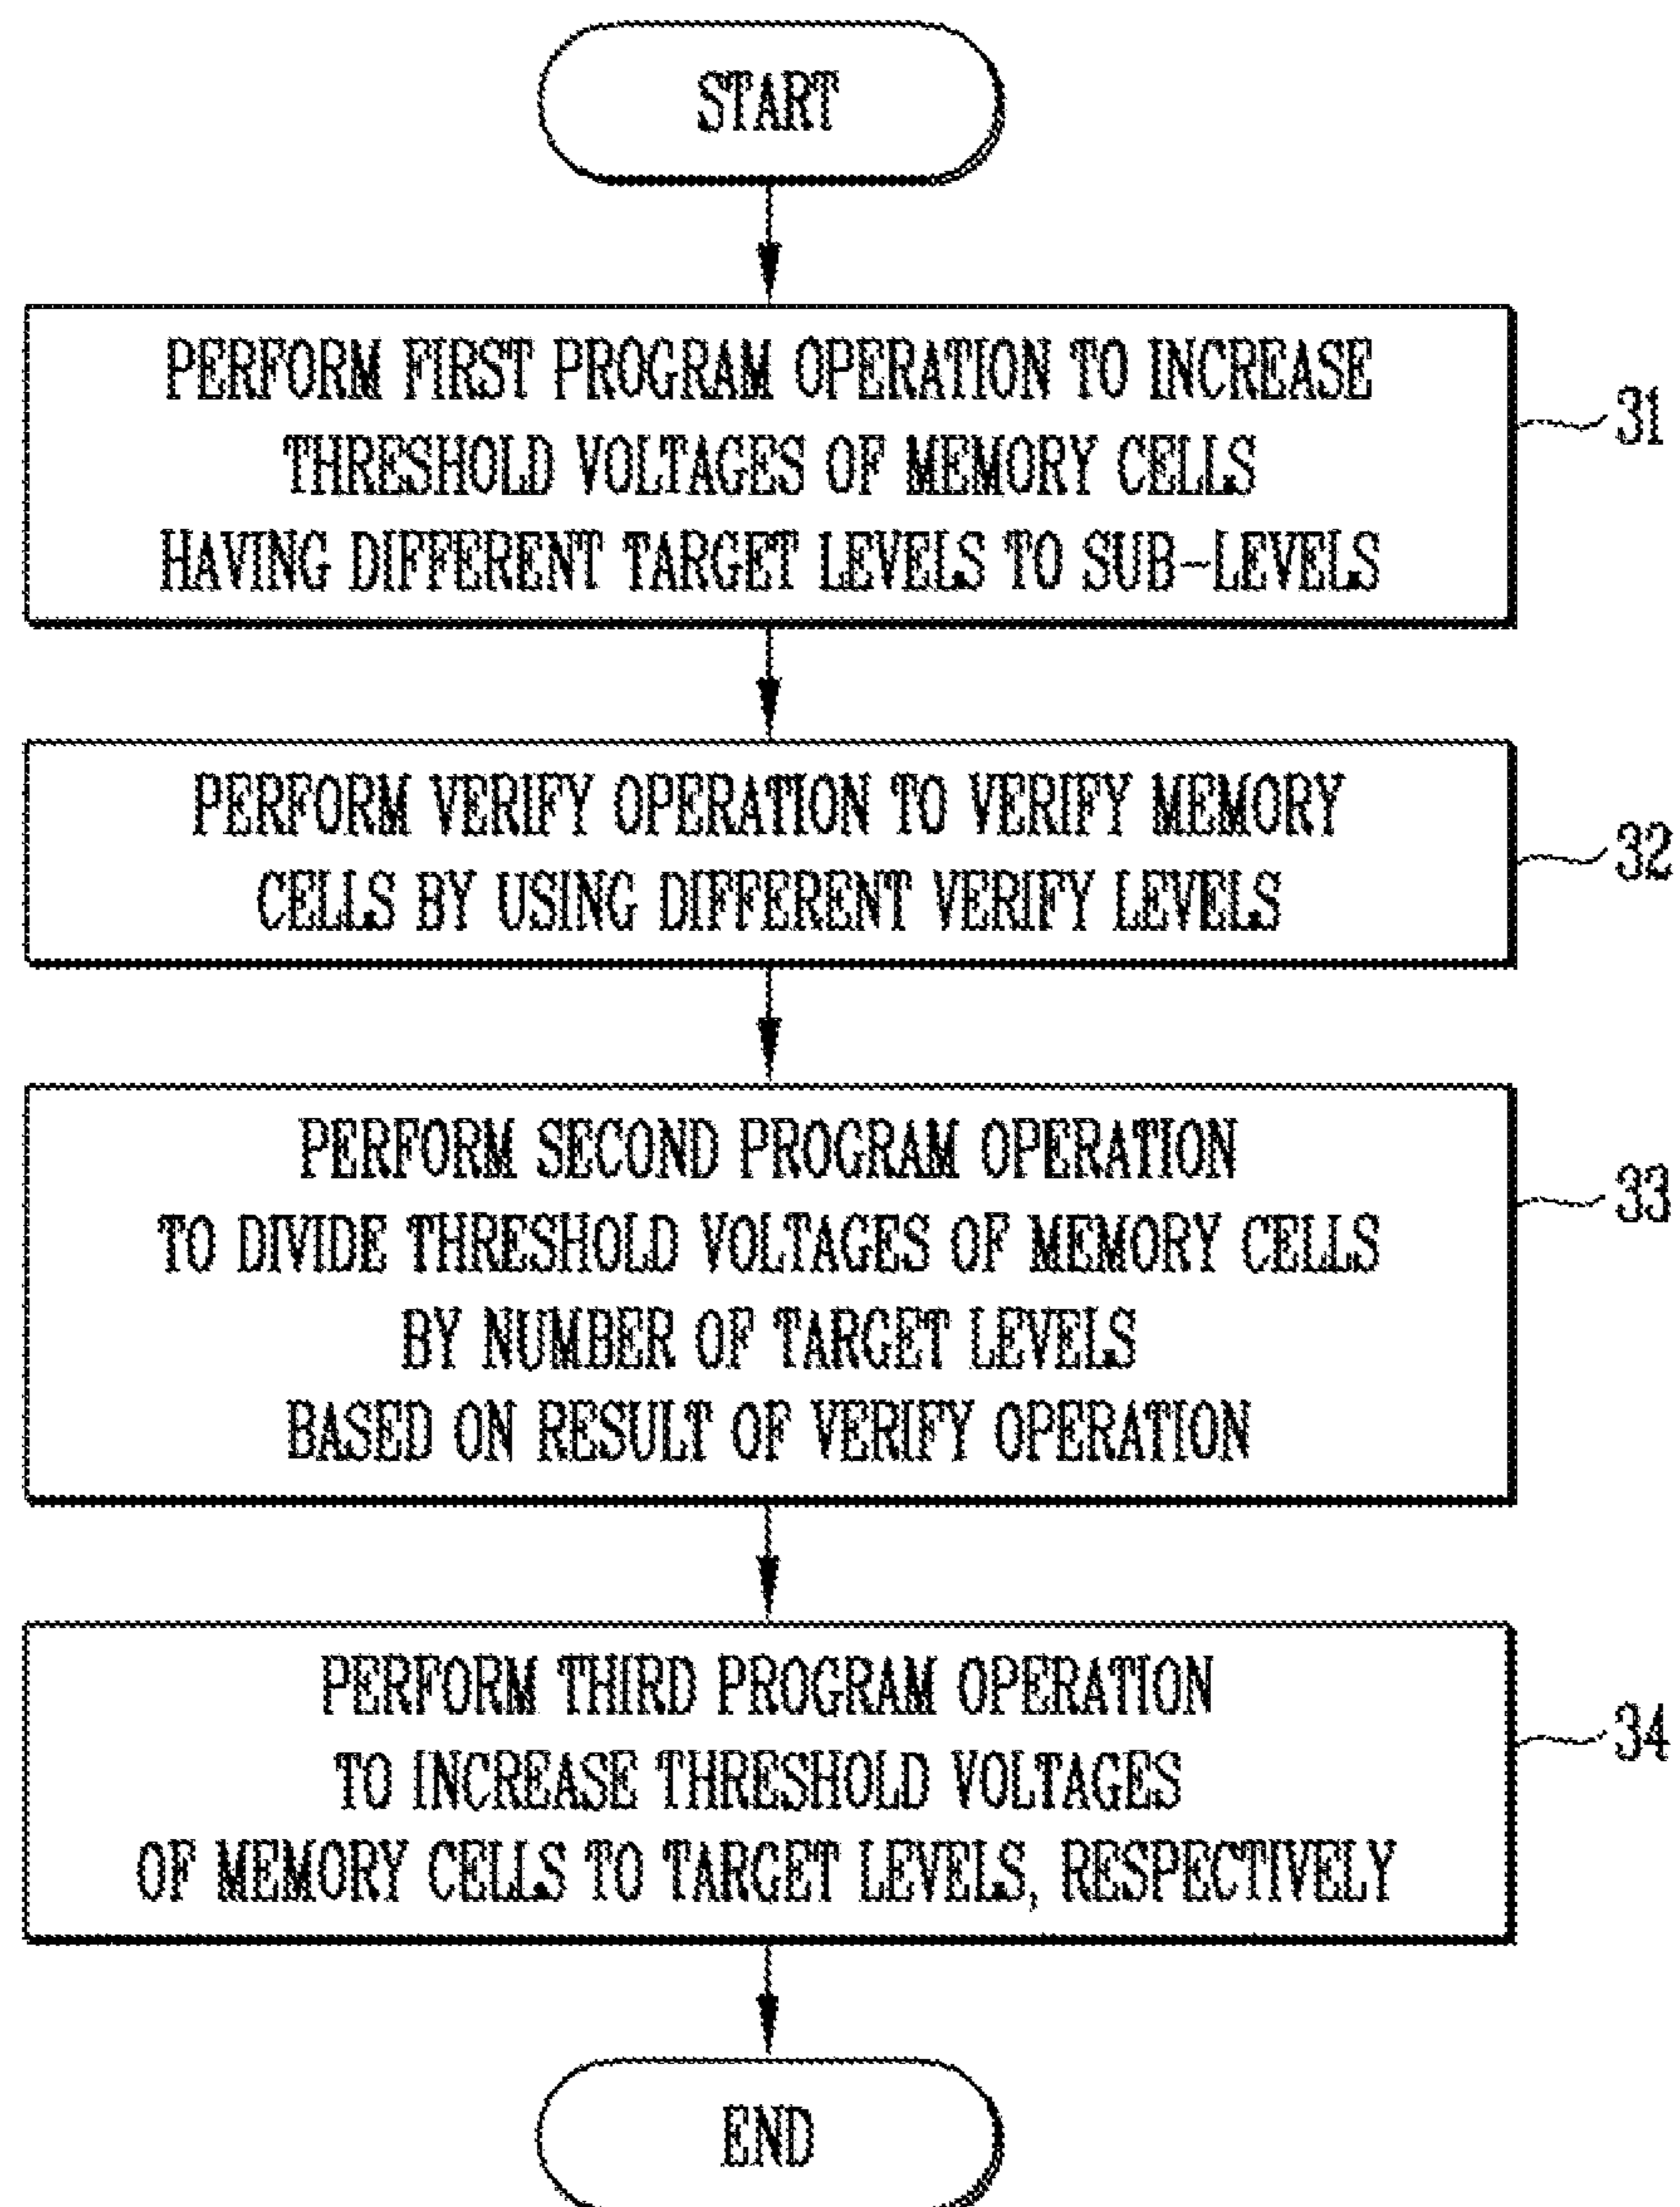 START
PERFORM FIRST PROGRAM OPERATION TO INCREASE
THRESHOLD VOLTAGES OF MEMORY CELLS
HAVING DIFFERENT TARGET LEVELS TO SUB-LEVELS
31
PERFORM VERIFY OPERATION TO VERIFY MEMORY
CELLS BY USING DIFFERENT VERIFY LEVELS
32
PERFORM SECOND PROGRAM OPERATION
TO DIVIDE THRESHOLD VOLTAGES OF MEMORY CELLS
BY NUMBER OF TARGET LEVELS
BASED ON RESULT OF VERIFY OPERATION
33
PERFORM THIRD PROGRAM OPERATION
TO INCREASE THRESHOLD VOLTAGES
OF MEMORY CELLS TO TARGET LEVELS, RESPECTIVELY
34
END